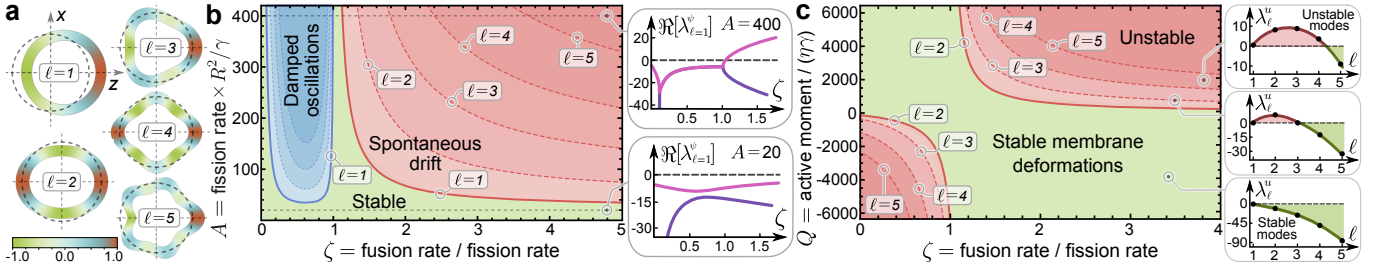 a
x
z
ℓ=1
ℓ=2
ℓ=3
ℓ=4
ℓ=5
-1.0 0.0 1.0
b
A = fission rate × R²/γ
400
300
200
100
0 1 2 3 4 5
ζ = fusion rate / fission rate
Damped oscillations
Spontaneous drift
Stable
ℓ=1
ℓ=1
ℓ=2
ℓ=3
ℓ=4
ℓ=5
ℜ[λ^ψ_{ℓ=1}] A=400
20
0
-20
-40
0.5 1.0 1.5
ζ
ℜ[λ^ψ_{ℓ=1}] A=20
0
-15
-30
0.5 1.0 1.5
ζ
c
Q = active moment / (ηγ)
6000
4000
2000
0
-2000
-4000
-6000
0 1 2 3 4
ζ = fusion rate / fission rate
Unstable
Stable membrane
deformations
ℓ=2
ℓ=3
ℓ=4
ℓ=5
ℓ=2
ℓ=3
ℓ=4
ℓ=5
λ^u_ℓ
Unstable
modes
10
0
-10
1 2 3 4 5
ℓ
λ^u_ℓ
0
-15
-30
1 2 3 4 5
ℓ
λ^u_ℓ
Stable
modes
0
-45
-90
1 2 3 4 5
ℓ